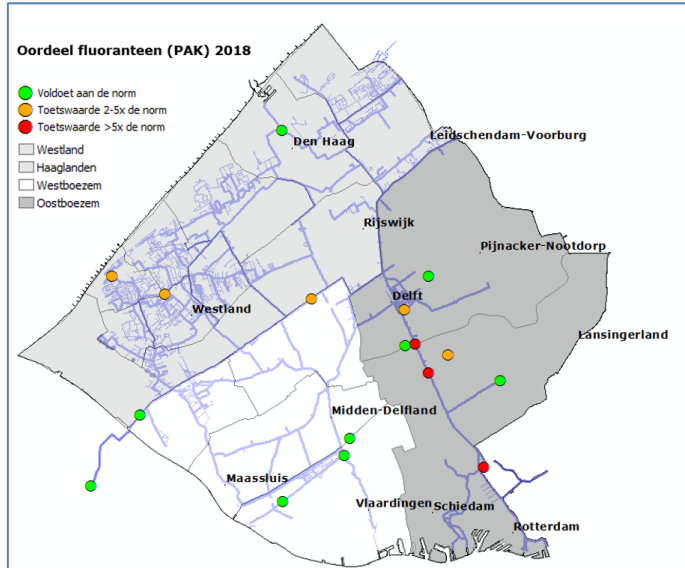 Oordeel fluoranteen (PAK) 2018
Voldoet aan de norm
Toetswaarde 2-5x de norm
Toetswaarde >5x de norm
Westland
Haaglanden
Westboezem
Oostboezem
Den Haag
Leidschendam-Voorburg
Rijswijk
Pijnacker-Nootdorp
Delft
Westland
Lansingerland
Midden-Delfland
Maassluis
Vlaardingen
Schiedam
Rotterdam